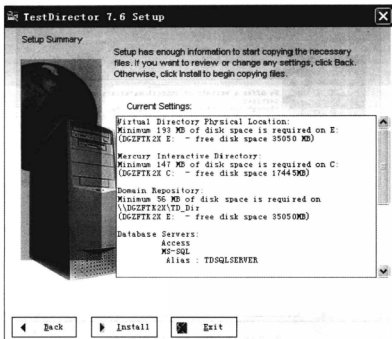 TestDirector 7.6 Setup
Setup Summary
Setup has enough information to start copying the necessary
files. If you want to review or change any settings, click Back.
Otherwise, click Install to begin copying files.
Current Settings:
Virtual Directory Physical Location:
Minimum 193 MB of disk space is required on E:
(DGZFTK2X E: - free disk space 35050 MB)
Mercury Interactive Directory:
Minimum 147 MB of disk space is required on C:
(DGZFTK2X C: - free disk space 17445MB)
Domain Repository:
Minimum 56 MB of disk space is required on
\\DGZFTK2X\TD_Dir
(DGZFTK2X E: - free disk space 35050MB)
Database Servers:
Access
MS-SQL
Alias : TDSQLSERVER
Back
Install
Exit